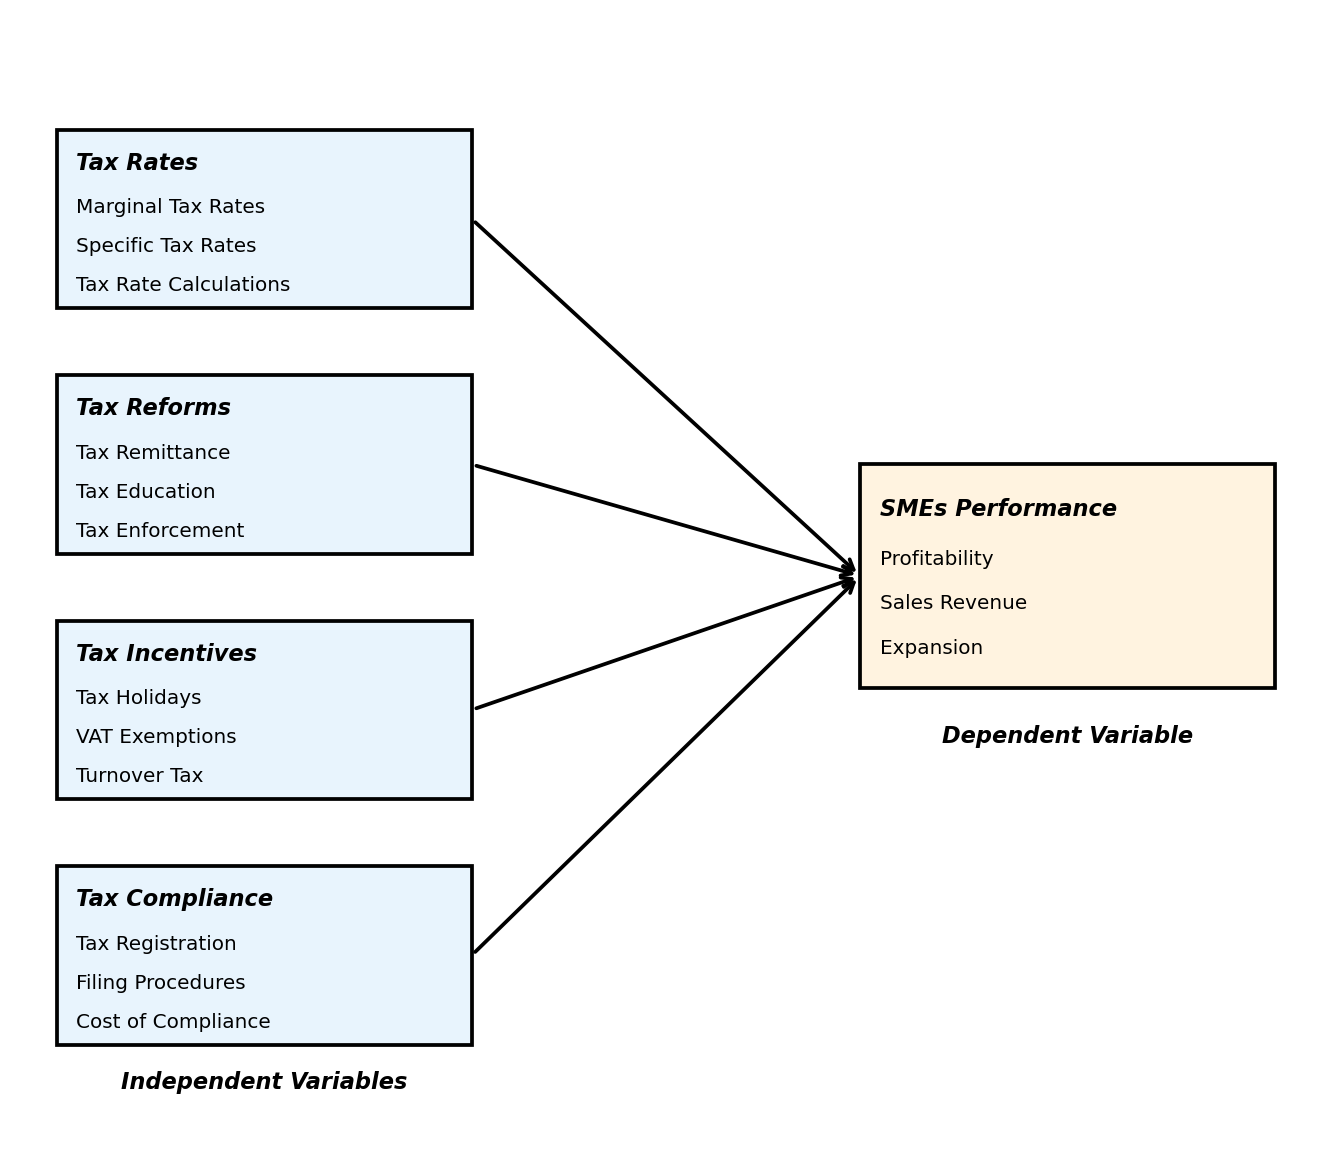 Tax Rates
Marginal Tax Rates
Specific Tax Rates
Tax Rate Calculations
Tax Reforms
Tax Remittance
Tax Education
Tax Enforcement
Tax Incentives
Tax Holidays
VAT Exemptions
Turnover Tax
Tax Compliance
Tax Registration
Filing Procedures
Cost of Compliance
Independent Variables
SMEs Performance
Profitability
Sales Revenue
Expansion
Dependent Variable